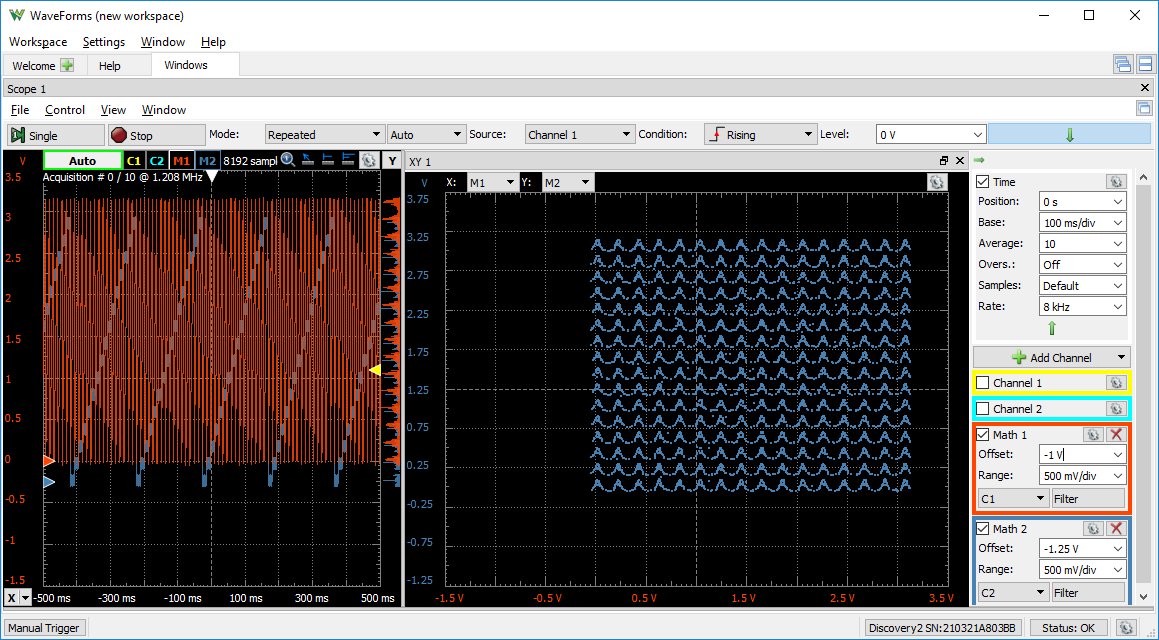 WaveForms (new workspace)
Workspace Settings Window Help
Welcome Help Windows
Scope 1
File Control View Window
Single Stop Mode: Repeated Auto Source: Channel 1 Condition: Rising Level: 0 V
V Auto C1 C2 M1 M2 8192 sampl Y
Acquisition # 0 / 10 @ 1.208 MHz
3.5
3
2.5
2
1.5
1
0.5
0
-0.5
-1
-1.5
X -500 ms -300 ms -100 ms 100 ms 300 ms 500 ms
XY 1
V X: M1 Y: M2
3.75
3.25
2.75
2.25
1.75
1.25
0.75
0.25
-0.25
-0.75
-1.25
-1.5 V -0.5 V 0.5 V 1.5 V 2.5 V 3.5 V
Time
Position: 0 s
Base: 100 ms/div
Average: 10
Overs.: Off
Samples: Default
Rate: 8 kHz
Add Channel
Channel 1
Channel 2
Math 1
Offset: -1 V
Range: 500 mV/div
C1 Filter
Math 2
Offset: -1.25 V
Range: 500 mV/div
C2 Filter
Manual Trigger Discovery2 SN:210321A803BB Status: OK